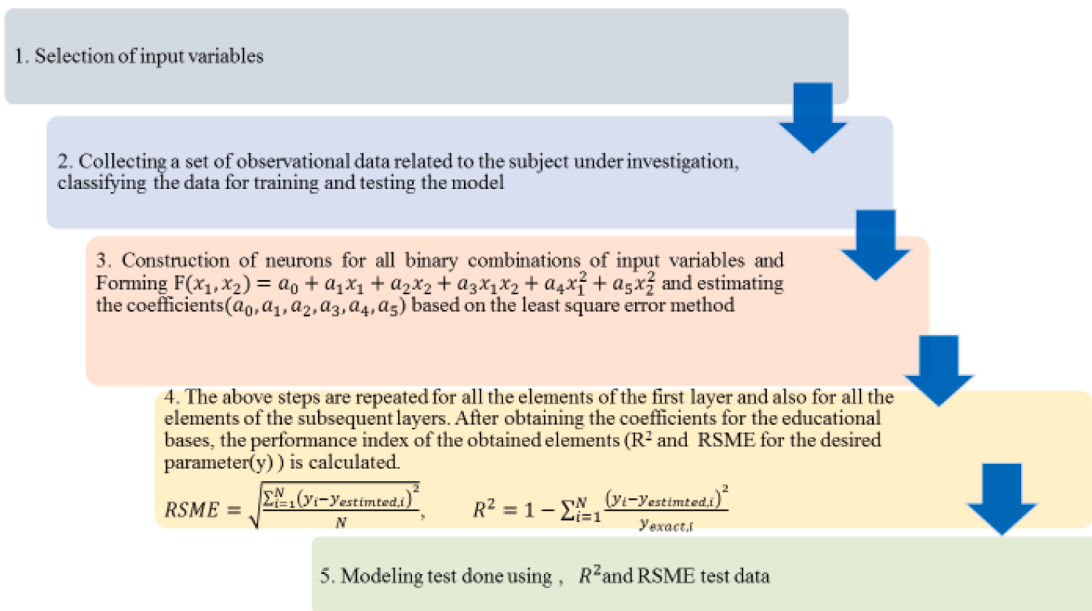 1. Selection of input variables
2. Collecting a set of observational data related to the subject under investigation,
classifying the data for training and testing the model
3. Construction of neurons for all binary combinations of input variables and
Forming F(x₁, x₂) = a₀ + a₁x₁ + a₂x₂ + a₃x₁x₂ + a₄x₁² + a₅x₂² and estimating
the coefficients(a₀, a₁, a₂, a₃, a₄, a₅) based on the least square error method
4. The above steps are repeated for all the elements of the first layer and also for all the
elements of the subsequent layers. After obtaining the coefficients for the educational
bases, the performance index of the obtained elements (R² and RSME for the desired
parameter(y) ) is calculated.
RSME = √(∑ᵢ₌₁ᴺ(yᵢ−y_estimted,i)² / N), R² = 1 − ∑ᵢ₌₁ᴺ (yᵢ−y_estimted,i)² / y_exact,i
5. Modeling test done using , R²and RSME test data